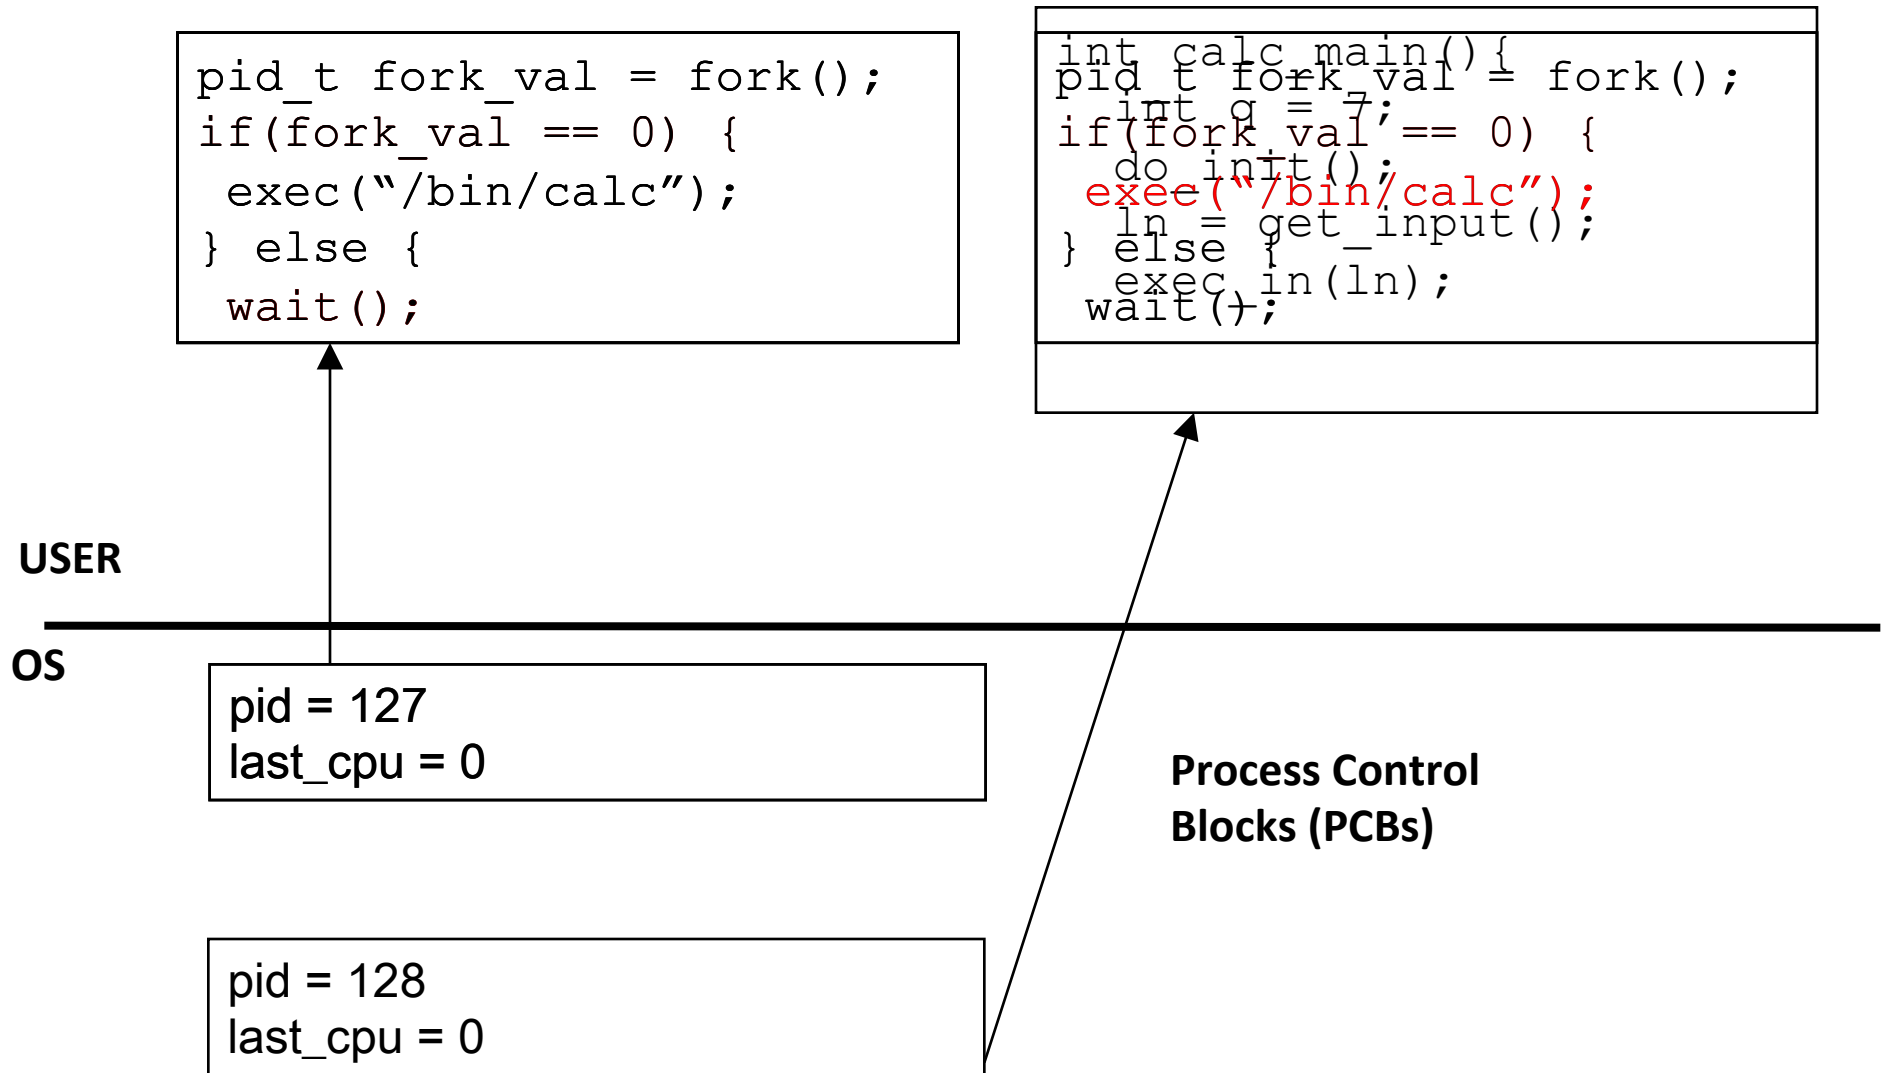 pid_t fork_val = fork();
if(fork_val == 0) {
exec(“/bin/calc”);
} else {
wait();
int calc_main(){
int q = 7;
do_init();
ln = get_input();
exec_in(ln);
pid_t fork_val = fork();
if(fork_val == 0) {
exec(“/bin/calc”);
} else {
wait();
USER
OS
pid = 127
last_cpu = 0
Process Control
Blocks (PCBs)
pid = 128
last_cpu = 0